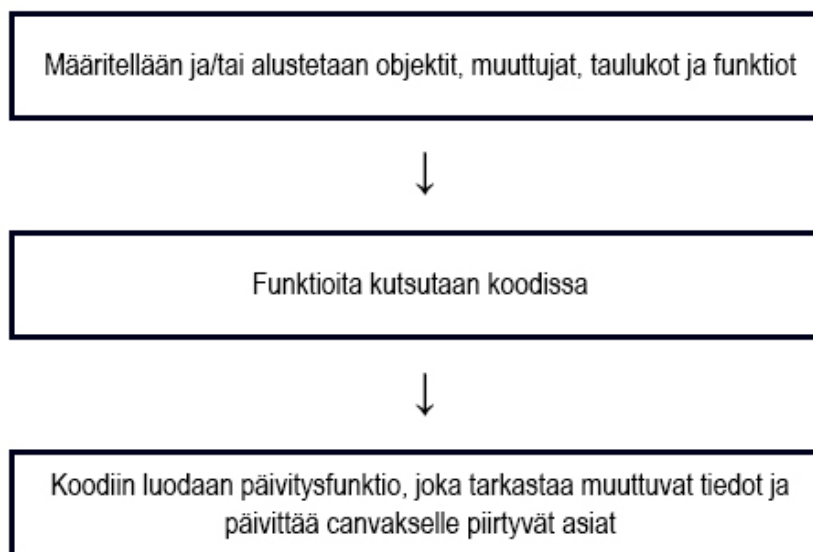 Määritellään ja/tai alustetaan objektit, muuttujat, taulukot ja funktiot
Funktioita kutsutaan koodissa
Koodiin luodaan päivitysfunktio, joka tarkastaa muuttuvat tiedot ja
päivittää canvakselle piirtyvät asiat